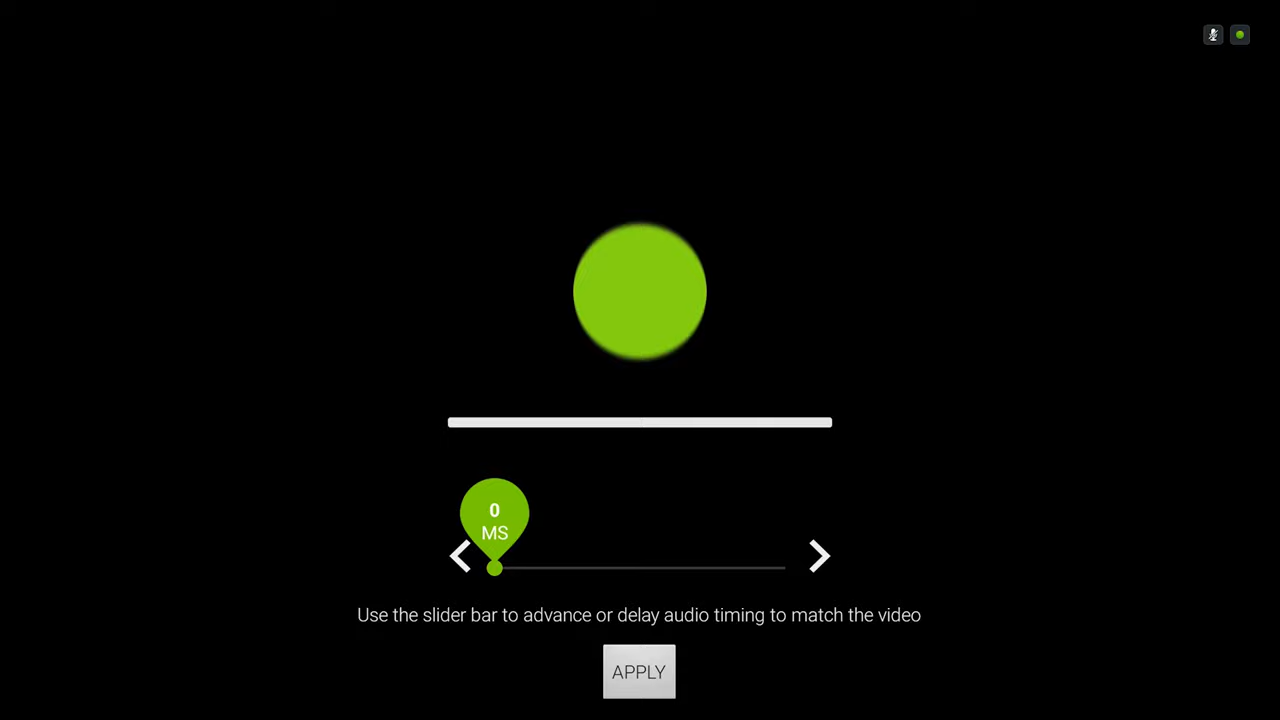 0
MS
Use the slider bar to advance or delay audio timing to match the video
APPLY